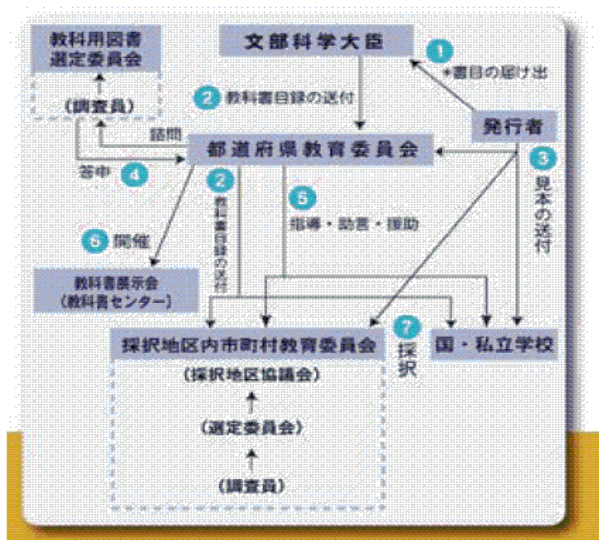 教科用図書
選定委員会
(調査員)
文部科学大臣
1
*書目の届け出
2 教科書目録の送付
発行者
諮問
都道府県教育委員会
答申 4
3
見本の送付
2
教科書目録の送付
5
指導・助言・援助
6 開催
教科書展示会
(教科書センター)
採択地区内市町村教育委員会
7
採択
国・私立学校
(採択地区協議会)
(選定委員会)
(調査員)